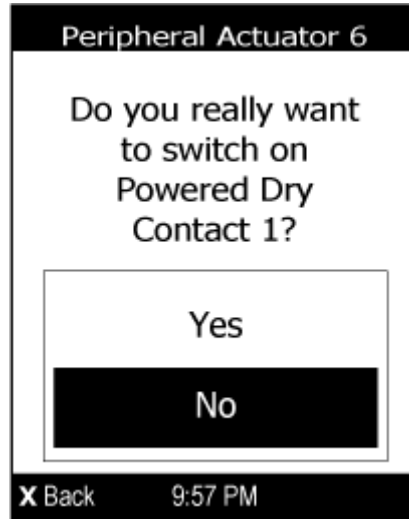 Peripheral Actuator 6
Do you really want
to switch on
Powered Dry
Contact 1?
Yes
No
X Back 9:57 PM